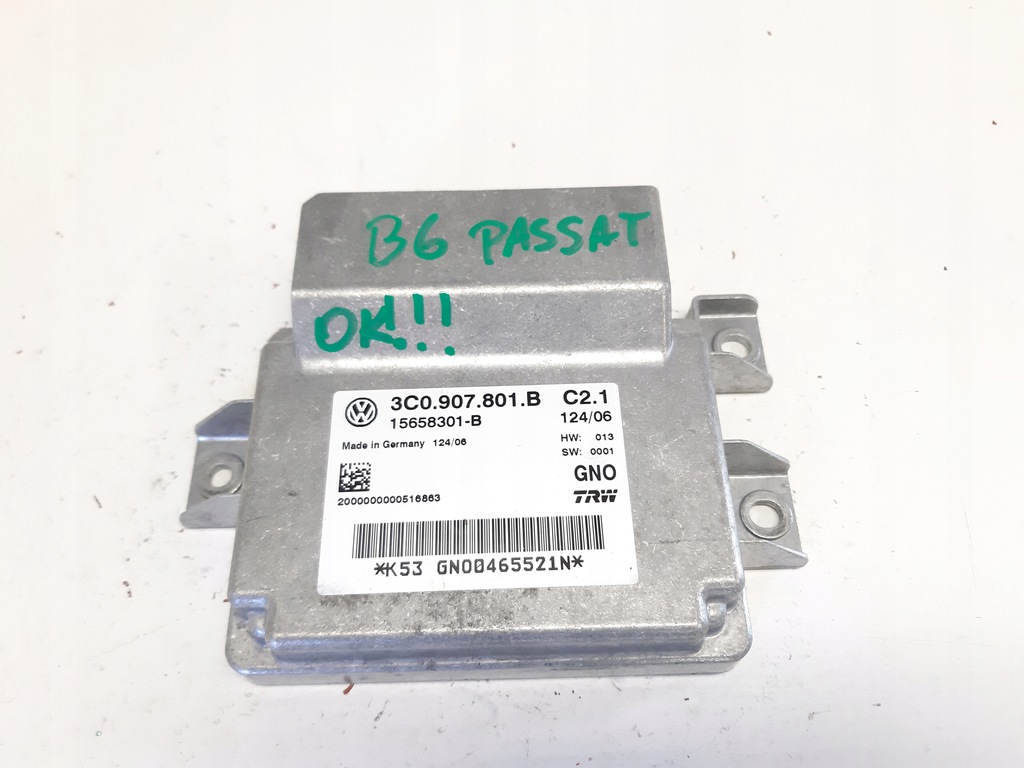 B6 PASSAT
OK!!
3C0.907.801.B C2.1
15658301-B 124/06
Made in Germany 124/06
HW: 013
SW: 0001
GNO
TRW
2000000000516863
*K53 GNO0465521N*